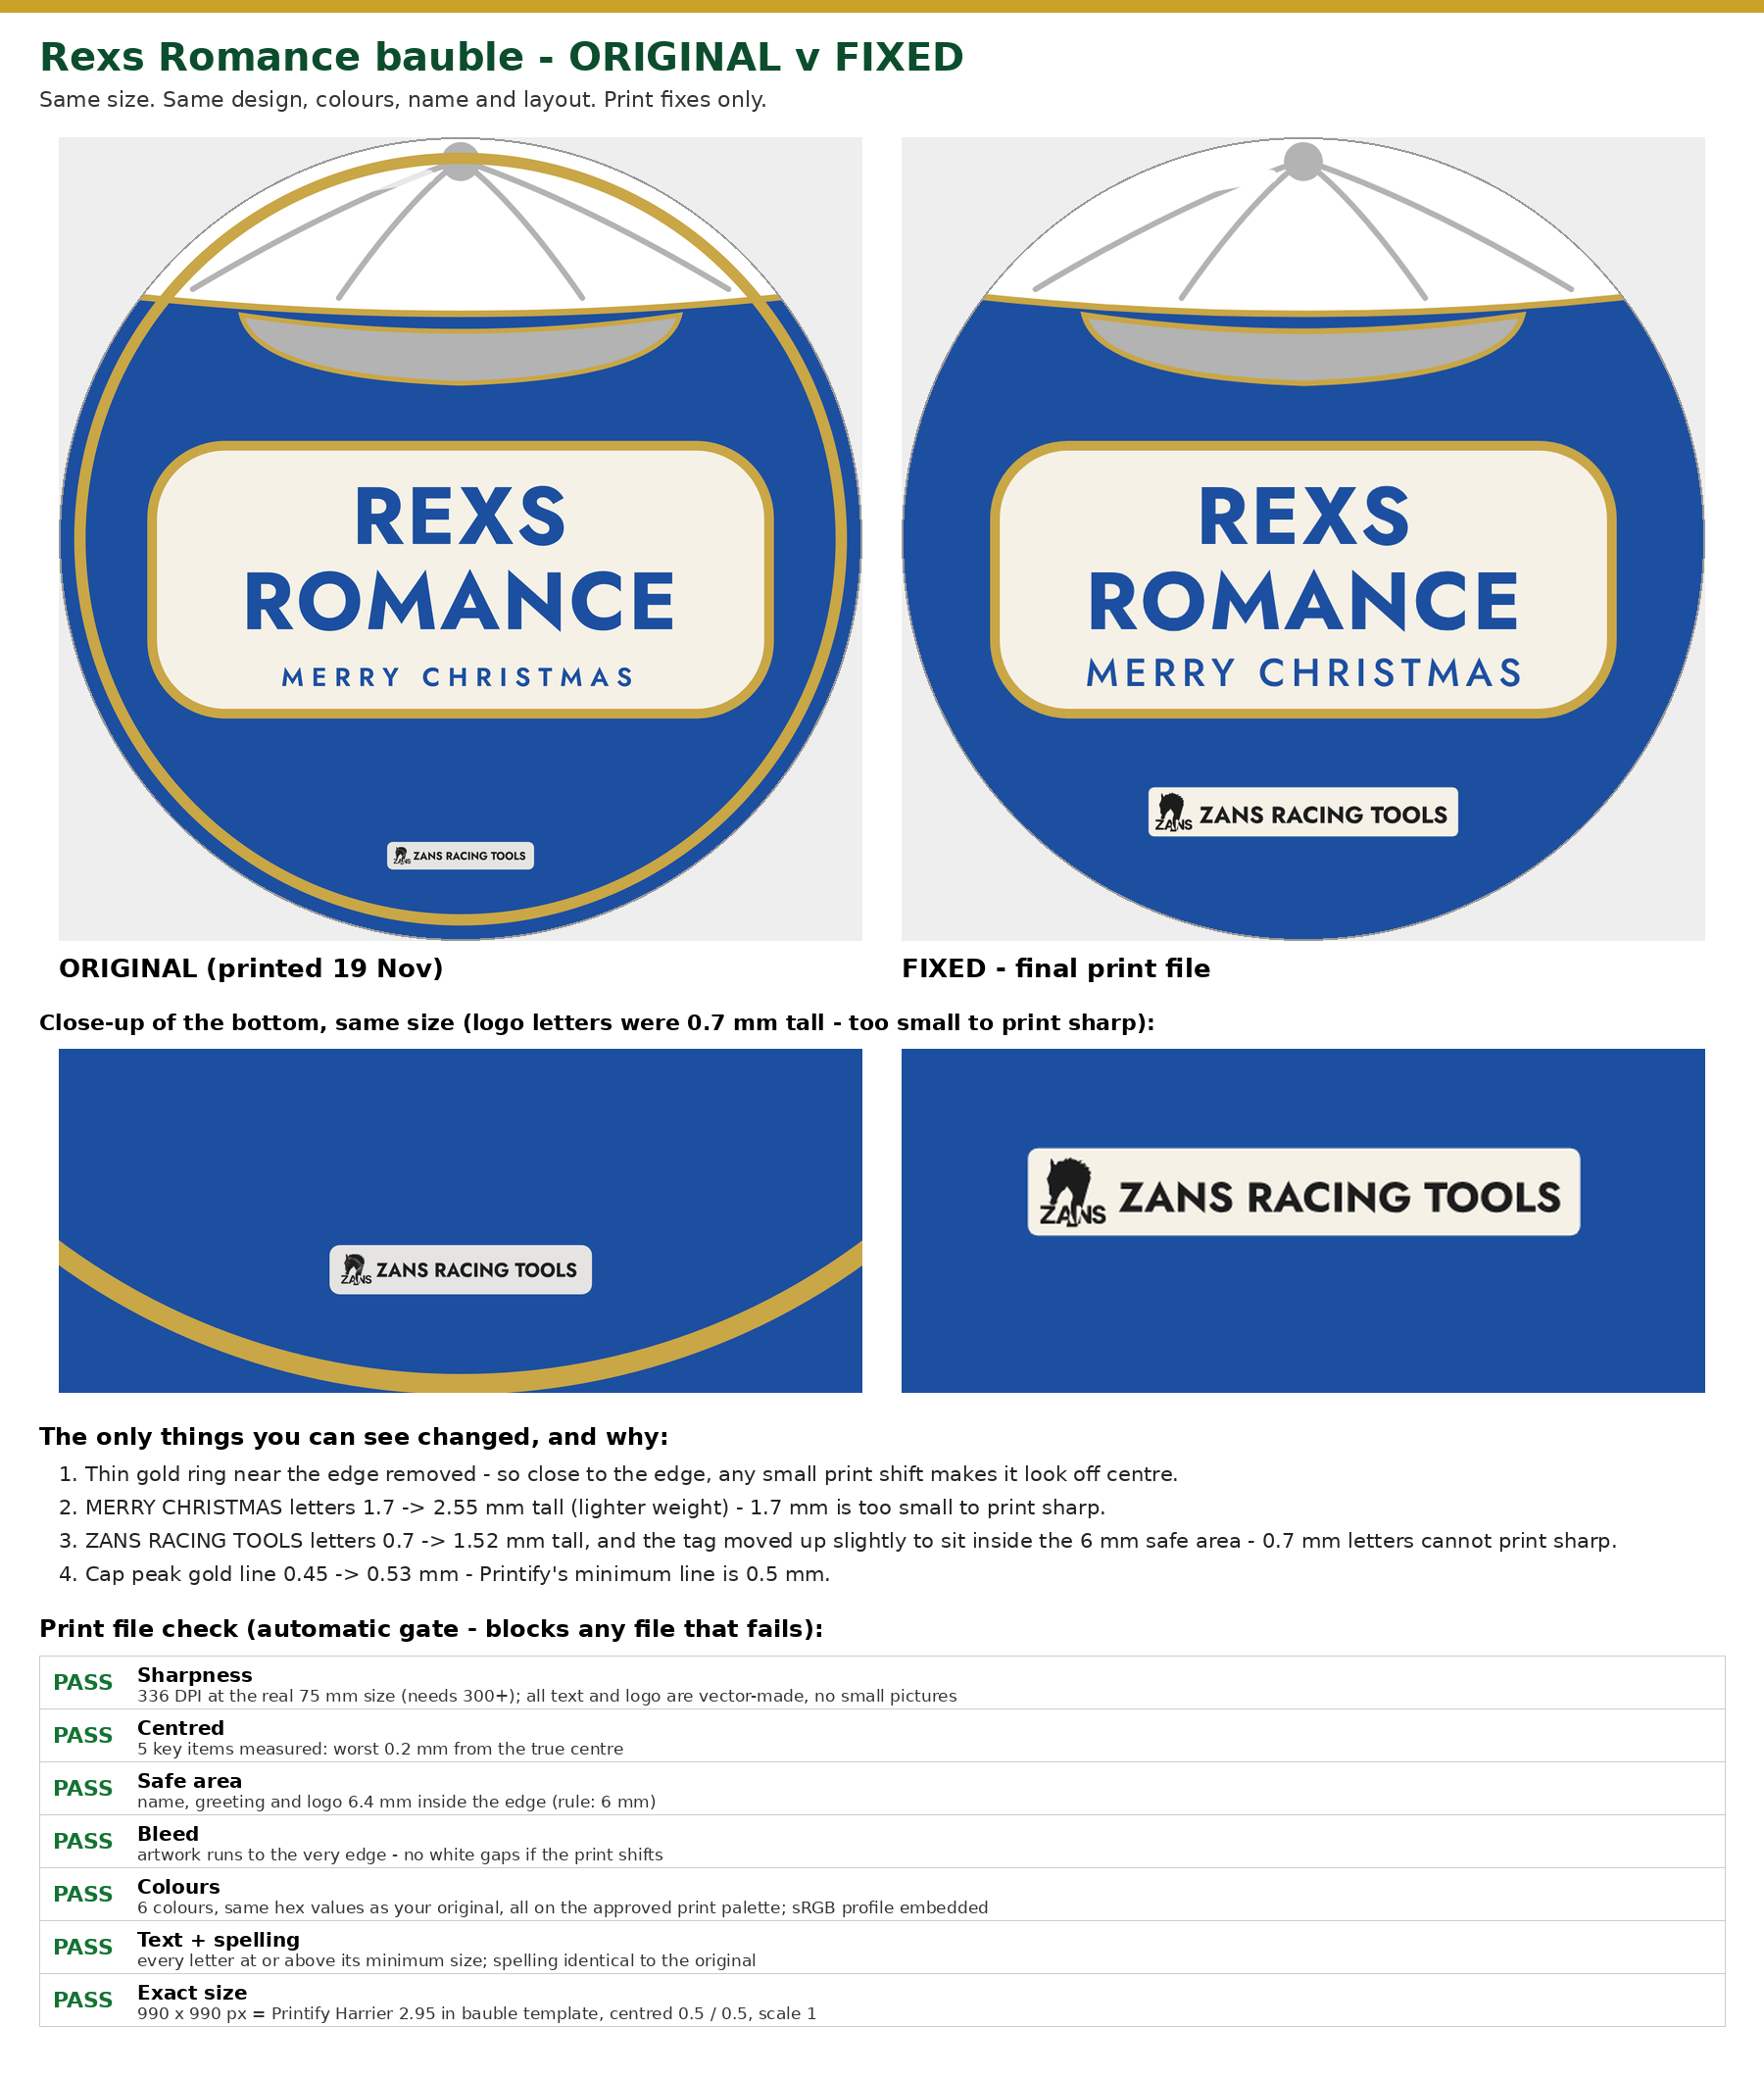 Rexs Romance bauble - ORIGINAL v FIXED
Same size. Same design, colours, name and layout. Print fixes only.
REXS
ROMANCE
MERRY CHRISTMAS
ZANS
ZANS RACING TOOLS
REXS
ROMANCE
MERRY CHRISTMAS
ZANS
ZANS RACING TOOLS
ORIGINAL (printed 19 Nov)
FIXED - final print file
Close-up of the bottom, same size (logo letters were 0.7 mm tall - too small to print sharp):
ZANS
ZANS RACING TOOLS
ZANS
ZANS RACING TOOLS
The only things you can see changed, and why:
1. Thin gold ring near the edge removed - so close to the edge, any small print shift makes it look off centre.
2. MERRY CHRISTMAS letters 1.7 -> 2.55 mm tall (lighter weight) - 1.7 mm is too small to print sharp.
3. ZANS RACING TOOLS letters 0.7 -> 1.52 mm tall, and the tag moved up slightly to sit inside the 6 mm safe area - 0.7 mm letters cannot print sharp.
4. Cap peak gold line 0.45 -> 0.53 mm - Printify's minimum line is 0.5 mm.
Print file check (automatic gate - blocks any file that fails):
PASS Sharpness
336 DPI at the real 75 mm size (needs 300+); all text and logo are vector-made, no small pictures
PASS Centred
5 key items measured: worst 0.2 mm from the true centre
PASS Safe area
name, greeting and logo 6.4 mm inside the edge (rule: 6 mm)
PASS Bleed
artwork runs to the very edge - no white gaps if the print shifts
PASS Colours
6 colours, same hex values as your original, all on the approved print palette; sRGB profile embedded
PASS Text + spelling
every letter at or above its minimum size; spelling identical to the original
PASS Exact size
990 x 990 px = Printify Harrier 2.95 in bauble template, centred 0.5 / 0.5, scale 1